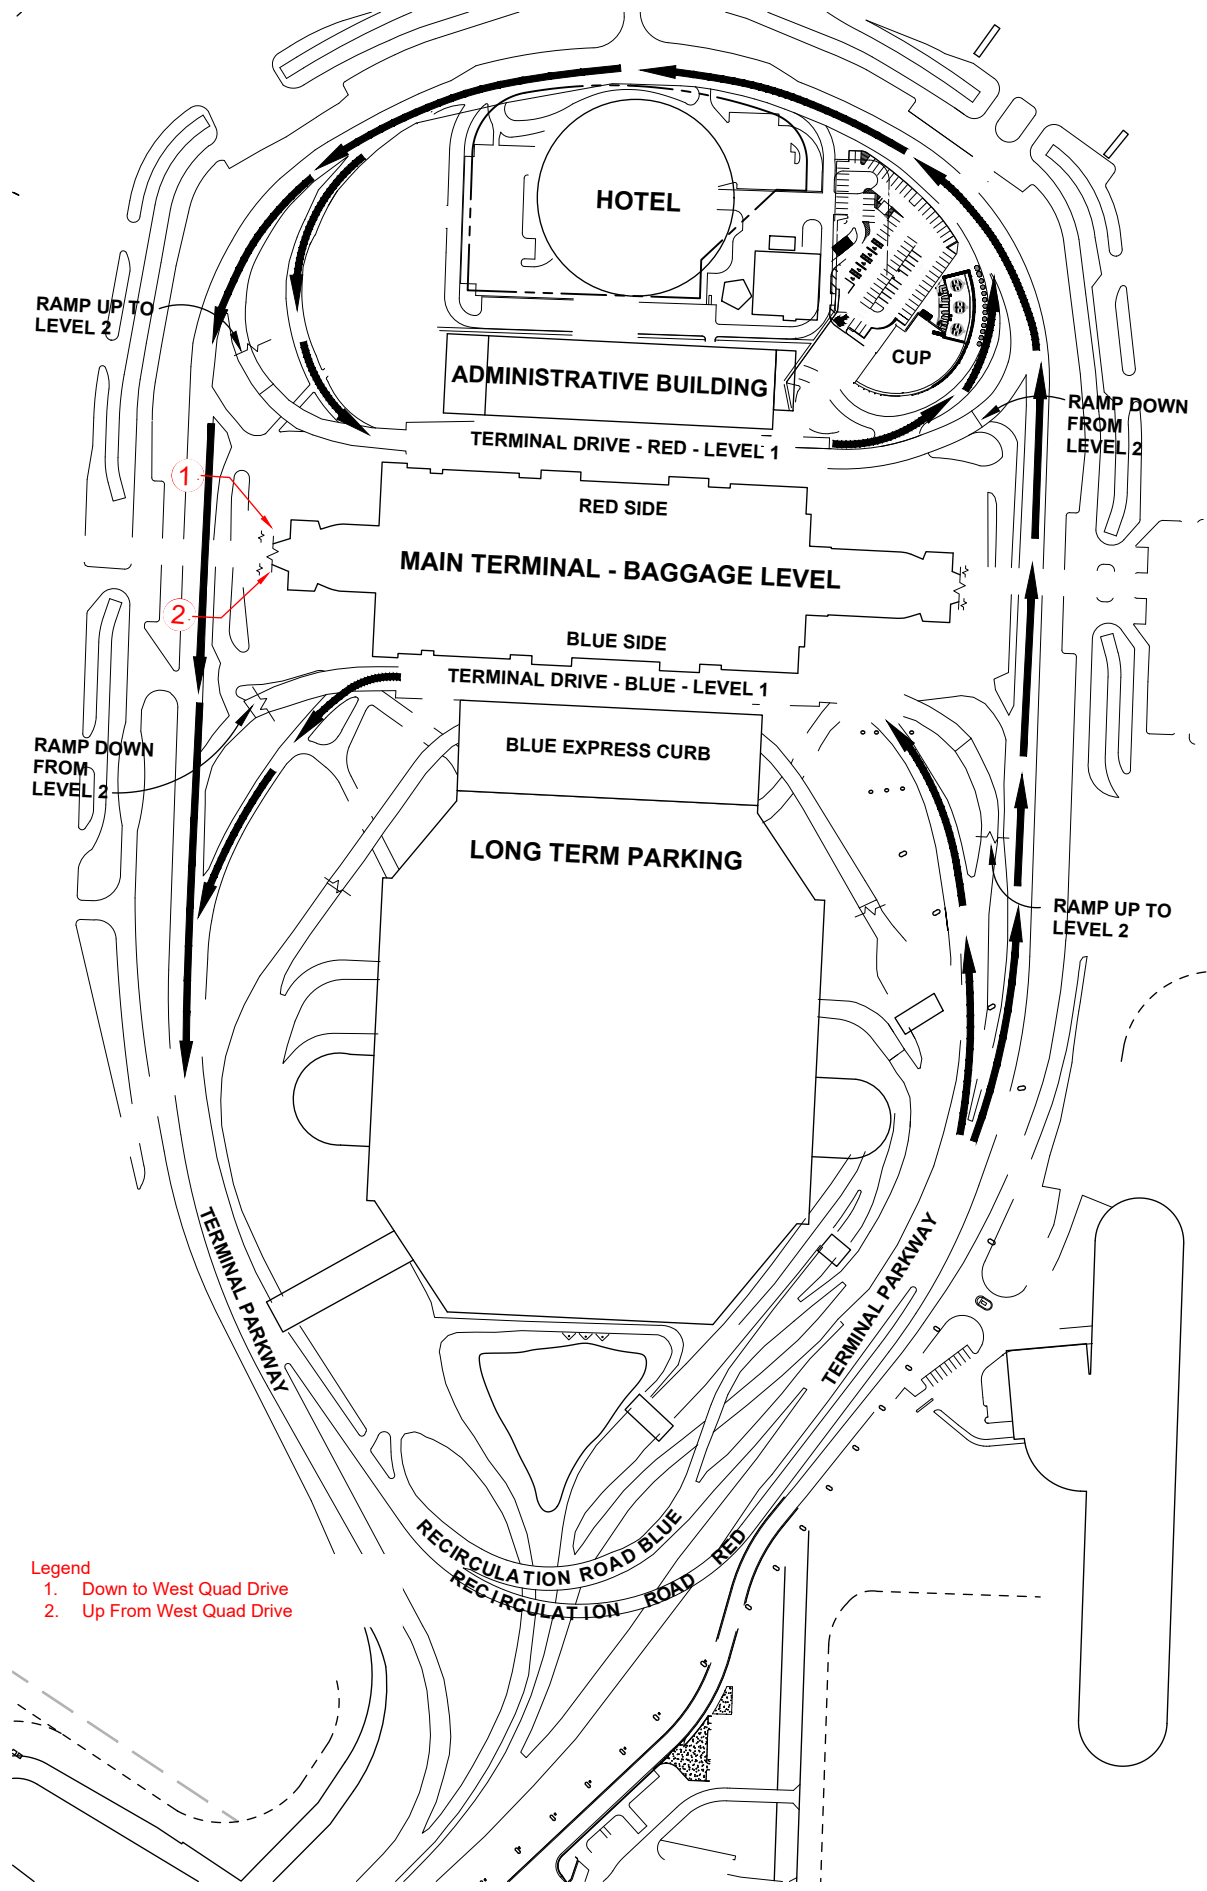 HOTEL
RAMP UP TO
LEVEL 2
CUP
ADMINISTRATIVE BUILDING
RAMP DOWN
FROM
LEVEL 2
TERMINAL DRIVE - RED - LEVEL 1
1
RED SIDE
MAIN TERMINAL - BAGGAGE LEVEL
2
BLUE SIDE
TERMINAL DRIVE - BLUE - LEVEL 1
RAMP DOWN
FROM
LEVEL 2
BLUE EXPRESS CURB
LONG TERM PARKING
RAMP UP TO
LEVEL 2
TERMINAL PARKWAY
TERMINAL PARKWAY
RECIRCULATION ROAD BLUE
RECIRCULATION ROAD RED
Legend
1. Down to West Quad Drive
2. Up From West Quad Drive